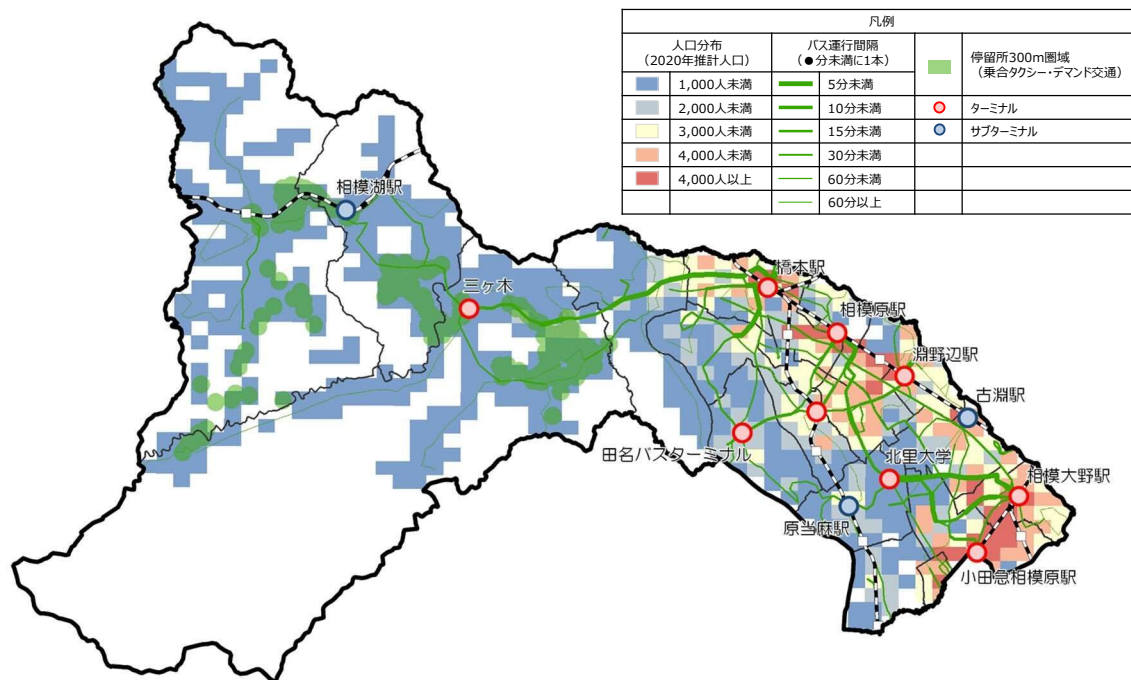 凡例
人口分布
(2020年推計人口)
バス運行間隔
(●分未満に1本)
停留所300m圏域
(乗合タクシー・デマンド交通)
1,000人未満
5分未満
2,000人未満
10分未満
ターミナル
3,000人未満
15分未満
サブターミナル
4,000人未満
30分未満
4,000人以上
60分未満
60分以上
相模湖駅
三ヶ木
橋本駅
相模原駅
淵野辺駅
古淵駅
田名バスターミナル
北里大学
相模大野駅
原当麻駅
小田急相模原駅